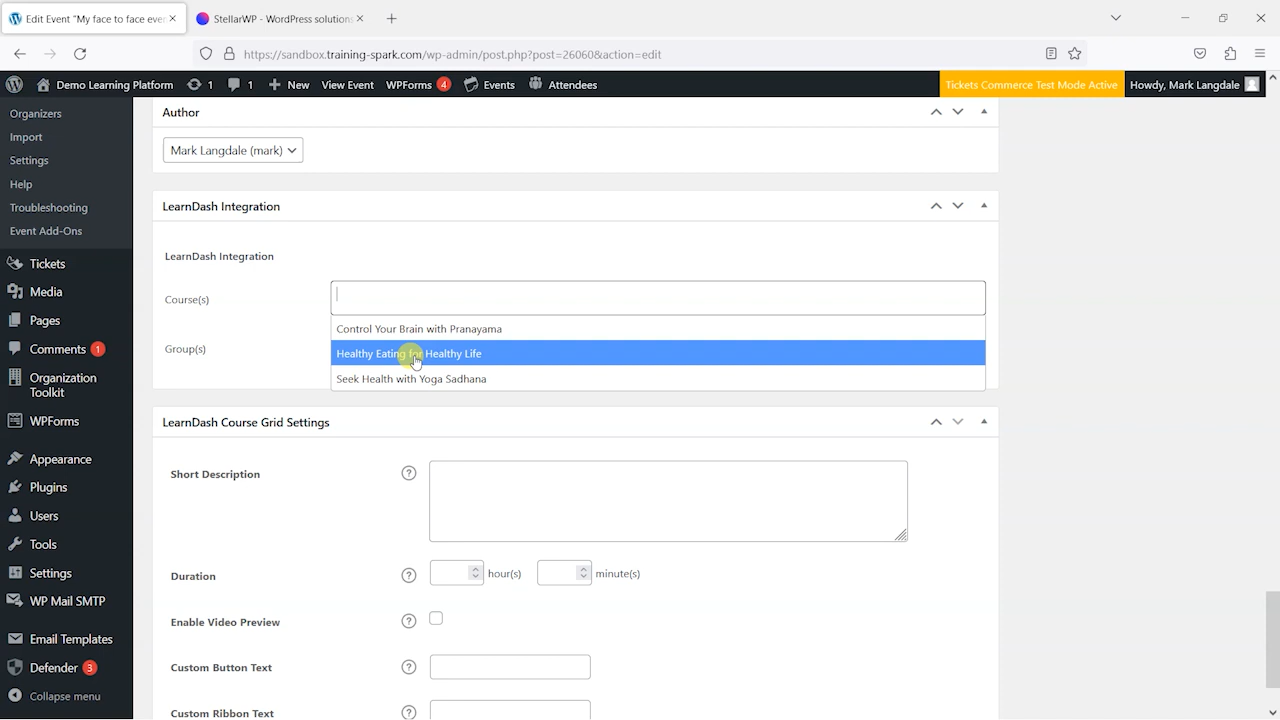 Edit Event "My face to face even
StellarWP - WordPress solutions
https://sandbox.training-spark.com/wp-admin/post.php?post=26060&action=edit
Demo Learning Platform
1
1
New
View Event
WPForms 4
Events
Attendees
Tickets Commerce Test Mode Active
Howdy, Mark Langdale
Organizers
Import
Settings
Help
Troubleshooting
Event Add-Ons
Tickets
Media
Pages
Comments 1
Organization
Toolkit
WPForms
Appearance
Plugins
Users
Tools
Settings
WP Mail SMTP
Email Templates
Defender 3
Collapse menu
Author
Mark Langdale (mark)
LearnDash Integration
LearnDash Integration
Course(s)
Control Your Brain with Pranayama
Healthy Eating for Healthy Life
Seek Health with Yoga Sadhana
Group(s)
LearnDash Course Grid Settings
Short Description
Duration
hour(s)
minute(s)
Enable Video Preview
Custom Button Text
Custom Ribbon Text